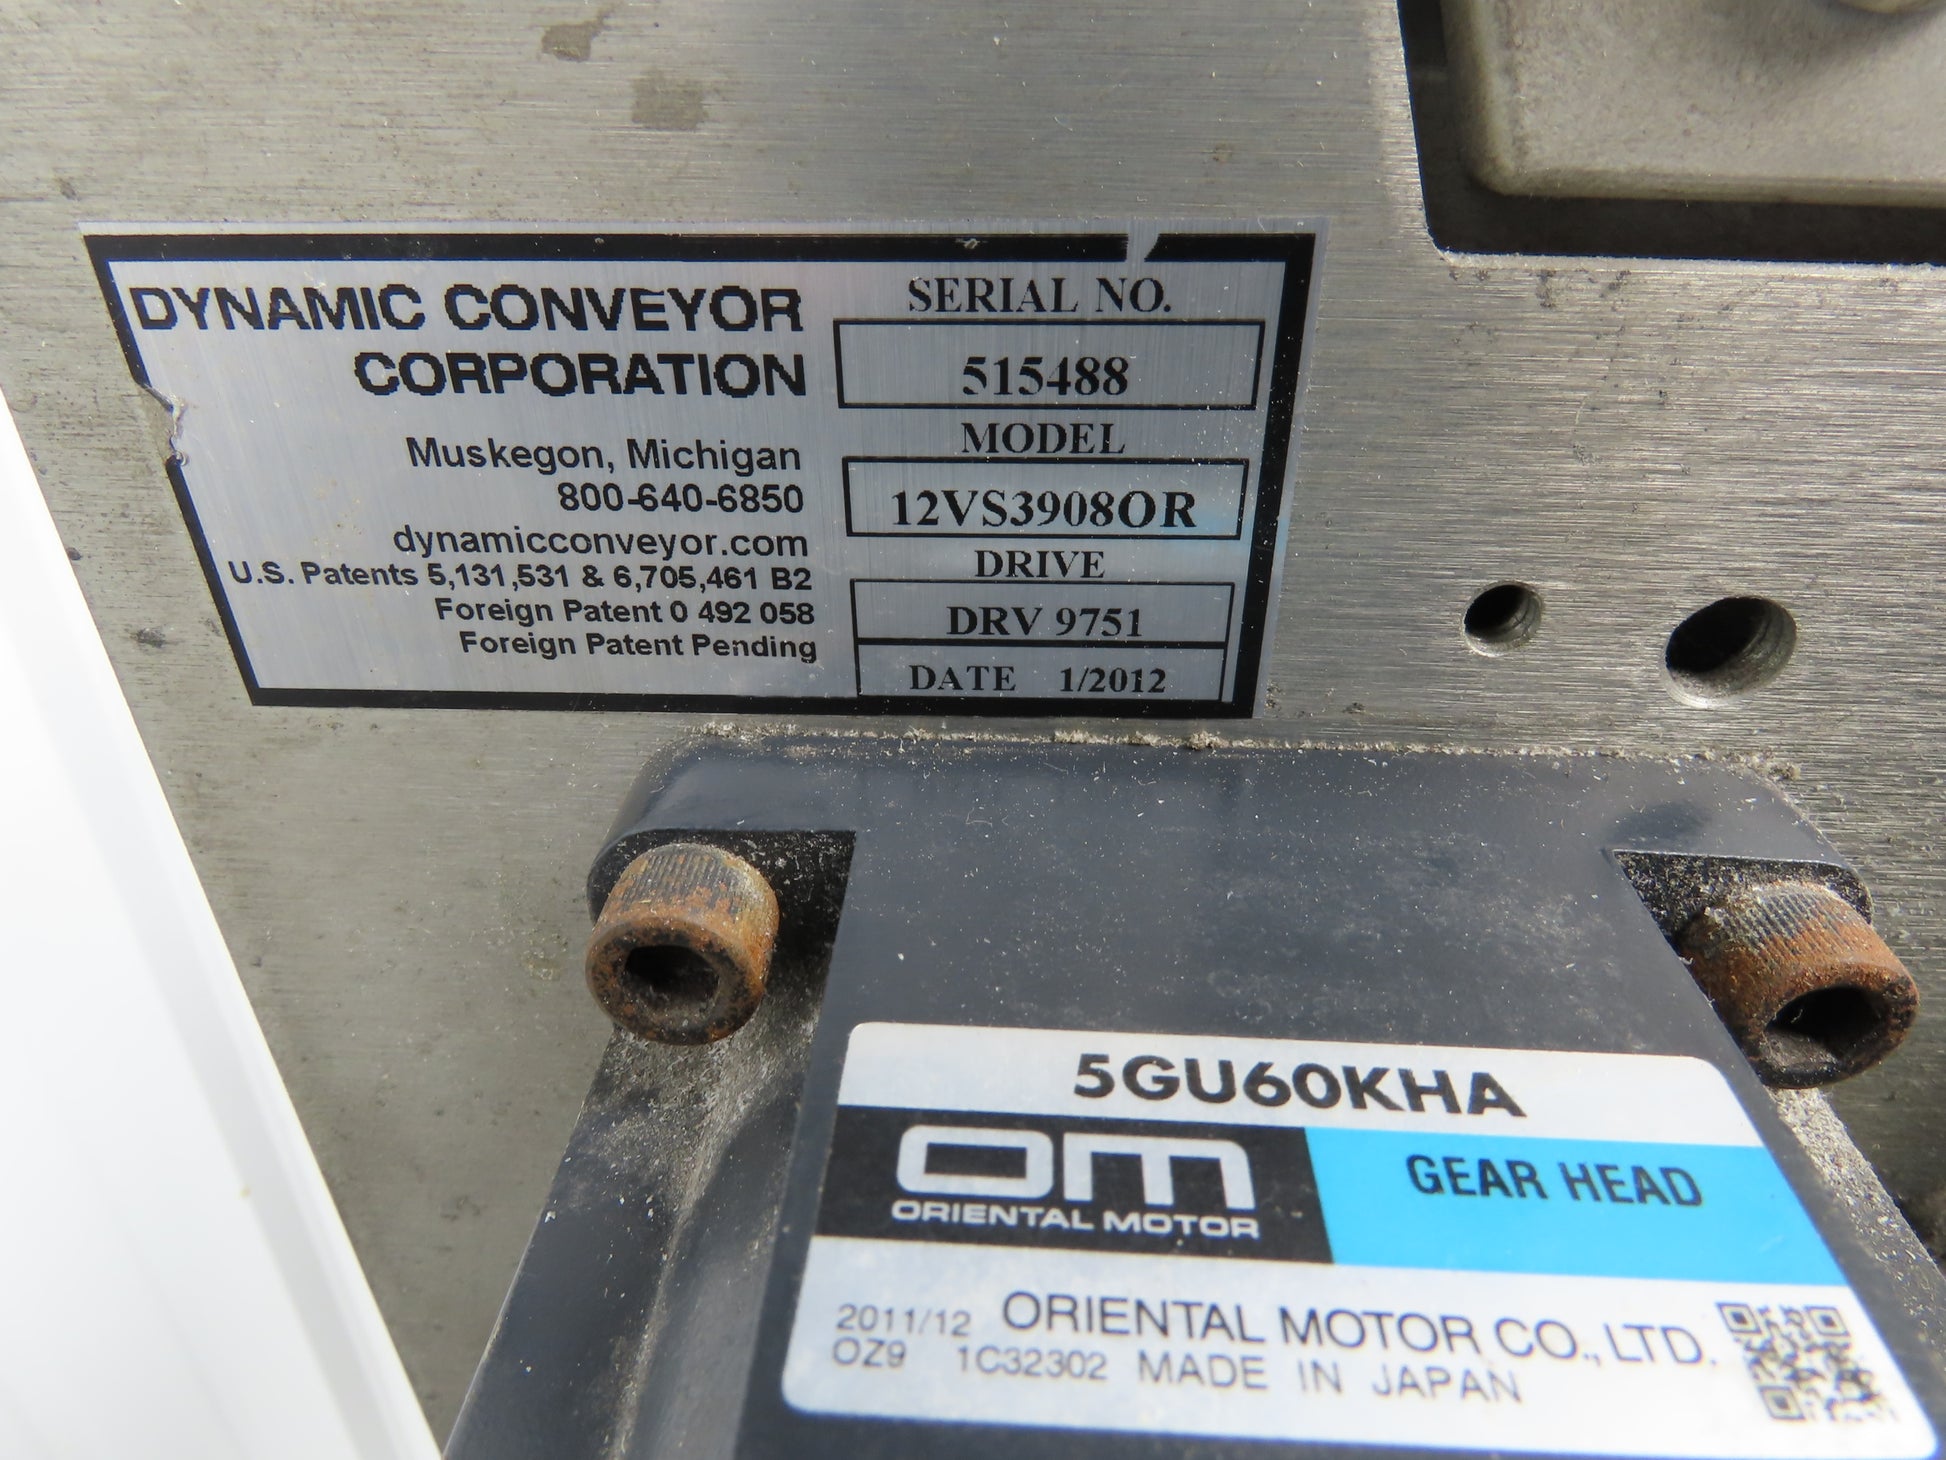 DYNAMIC CONVEYOR
CORPORATION
Muskegon, Michigan
800-640-6850
dynamicconveyor.com
U.S. Patents 5,131,531 & 6,705,461 B2
Foreign Patent 0 492 058
Foreign Patent Pending
SERIAL NO.
515488
MODEL
12VS3908OR
DRIVE
DRV 9751
DATE 1/2012
5GU60KHA
om
ORIENTAL MOTOR
GEAR HEAD
2011/12 ORIENTAL MOTOR CO., LTD.
OZ9 1C32302 MADE IN JAPAN